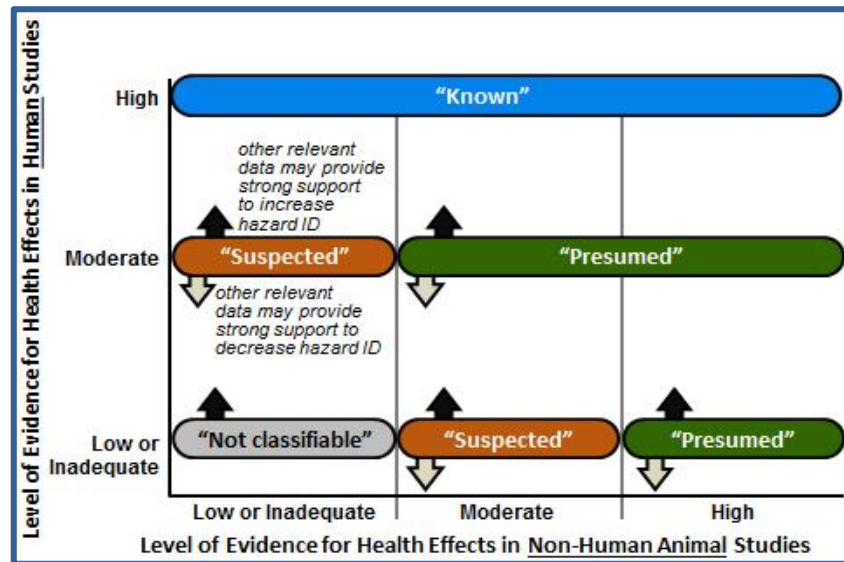 Level of Evidence for Health Effects in Human Studies
High
“Known”
other relevant
data may provide
strong support
to increase
hazard ID
Moderate
“Suspected”
“Presumed”
other relevant
data may provide
strong support to
decrease hazard ID
Low or
Inadequate
“Not classifiable”
“Suspected”
“Presumed”
Low or Inadequate
Moderate
High
Level of Evidence for Health Effects in Non-Human Animal Studies